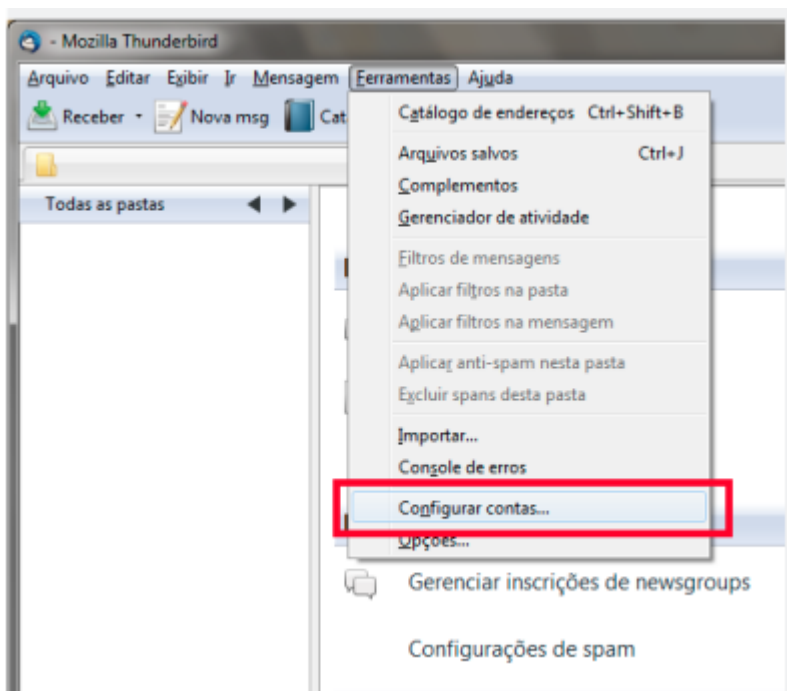 - Mozilla Thunderbird
Arquivo Editar Exibir Ir Mensagem Ferramentas Ajuda
Receber Nova msg Cat
Catálogo de endereços Ctrl+Shift+B
Arquivos salvos Ctrl+J
Complementos
Gerenciador de atividade
Todas as pastas
Filtros de mensagens
Aplicar filtros na pasta
Aplicar filtros na mensagem
Aplicar anti-spam nesta pasta
Excluir spans desta pasta
Importar...
Console de erros
Configurar contas...
Opções...
Gerenciar inscrições de newsgroups
Configurações de spam